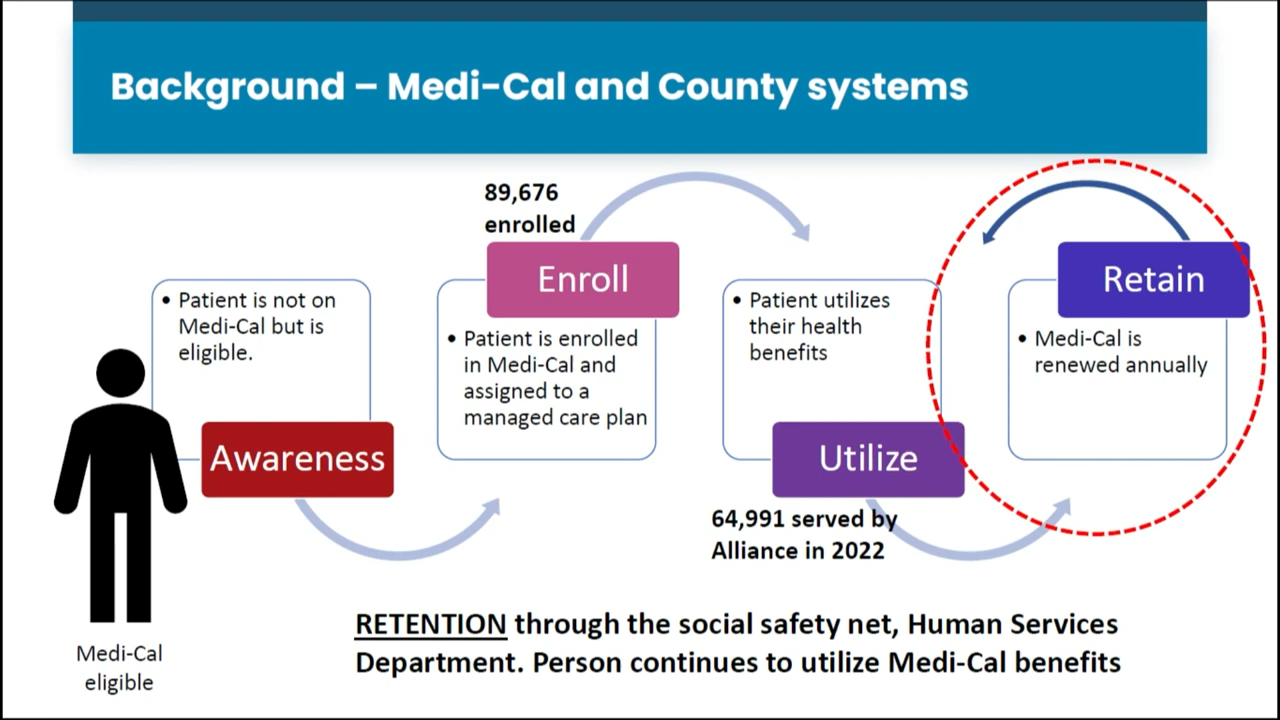 Background – Medi-Cal and County systems
89,676
enrolled
Enroll
Retain
• Patient is not on
Medi-Cal but is
eligible.
• Patient is enrolled
in Medi-Cal and
assigned to a
managed care plan
• Patient utilizes
their health
benefits
• Medi-Cal is
renewed annually
Awareness
Utilize
64,991 served by
Alliance in 2022
RETENTION through the social safety net, Human Services
Department. Person continues to utilize Medi-Cal benefits
Medi-Cal
eligible